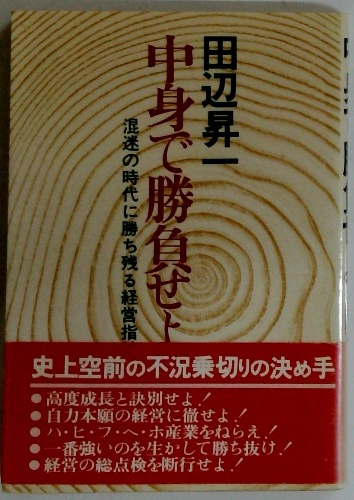 田辺昇一
中身で勝負せよ
混迷の時代に勝ち残る経営指
史上空前の不況乗切りの決め手
●高度成長と訣別せよ!
●自力本願の経営に徹せよ!
●ハ・ヒ・フ・ヘ・ホ産業をねらえ!
●一番強いのを生かして勝ち抜け!
●経営の総点検を断行せよ!